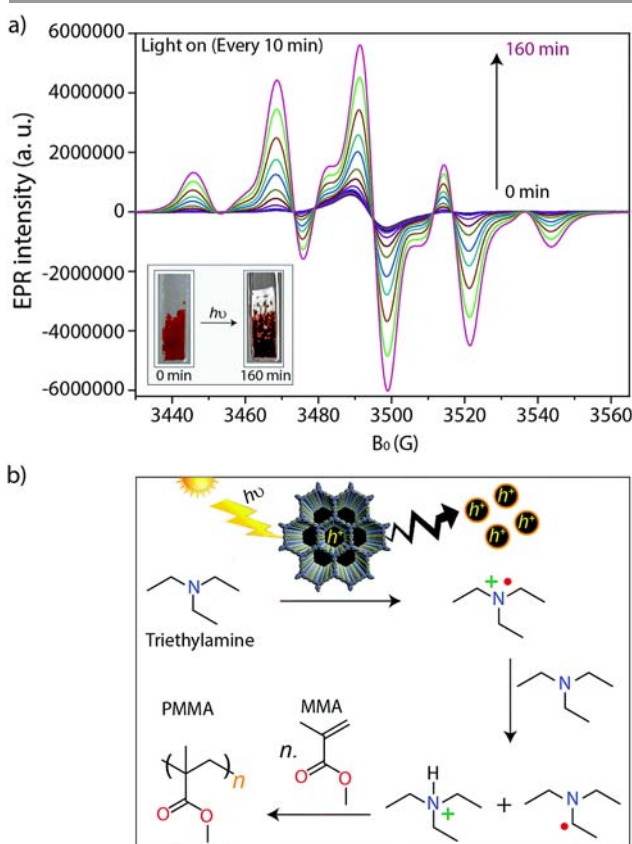 a)
Light on (Every 10 min)
160 min
0 min
EPR intensity (a. u.)
6000000
4000000
2000000
0
-2000000
-4000000
-6000000
hυ
0 min
160 min
3440
3460
3480
3500
3520
3540
3560
B₀ (G)
b)
hυ
h⁺
h⁺
h⁺
h⁺
h⁺
N
Triethylamine
+
N
N
PMMA
MMA
n.
n
O
O
O
O
H
N
+
+
N